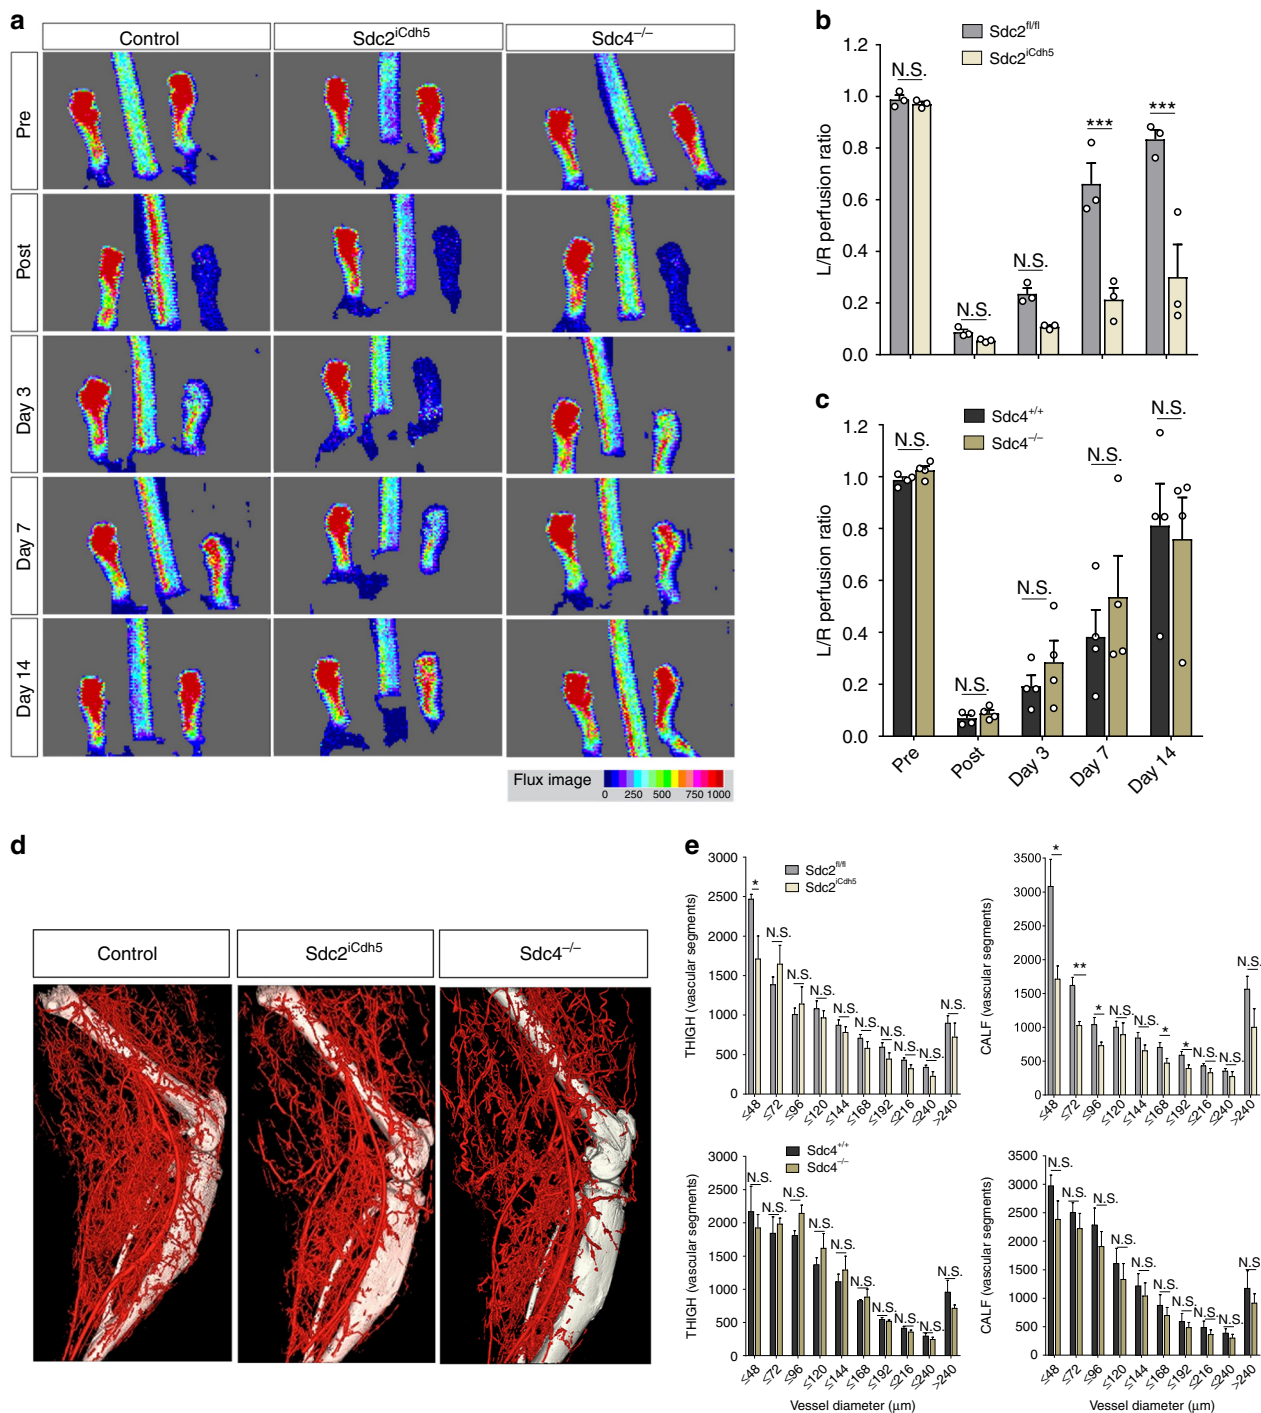 a
Control
Sdc2iCdh5
Sdc4−/−
Pre
Post
Day 3
Day 7
Day 14
Flux image
0 250 500 750 1000
b
Sdc2fl/fl
Sdc2iCdh5
L/R perfusion ratio
1.2
1.0
0.8
0.6
0.4
0.2
0.0
N.S.
N.S.
N.S.
***
***
c
Sdc4+/+
Sdc4−/−
L/R perfusion ratio
1.2
1.0
0.8
0.6
0.4
0.2
0.0
N.S.
N.S.
N.S.
N.S.
N.S.
Pre
Post
Day 3
Day 7
Day 14
d
Control
Sdc2iCdh5
Sdc4−/−
e
Sdc2fl/fl
Sdc2iCdh5
THIGH (vascular segments)
3000
2500
2000
1500
1000
500
0
*
N.S.
N.S.
N.S.
N.S.
N.S.
N.S.
N.S.
N.S.
N.S.
≤48
≤72
≤96
≤120
≤144
≤168
≤192
≤216
≤240
>240
CALF (vascular segments)
3500
3000
2500
2000
1500
1000
500
0
*
**
*
N.S.
N.S.
*
*
N.S.
N.S.
N.S.
≤48
≤72
≤96
≤120
≤144
≤168
≤192
≤216
≤240
>240
Sdc4+/+
Sdc4−/−
THIGH (vascular segments)
3000
2500
2000
1500
1000
500
0
N.S.
N.S.
N.S.
N.S.
N.S.
N.S.
N.S.
N.S.
N.S.
N.S.
≤48
≤72
≤96
≤120
≤144
≤168
≤192
≤216
≤240
>240
Vessel diameter (μm)
CALF (vascular segments)
3500
3000
2500
2000
1500
1000
500
0
N.S.
N.S.
N.S.
N.S.
N.S.
N.S.
N.S.
N.S.
N.S.
N.S.
≤48
≤72
≤96
≤120
≤144
≤168
≤192
≤216
≤240
>240
Vessel diameter (μm)